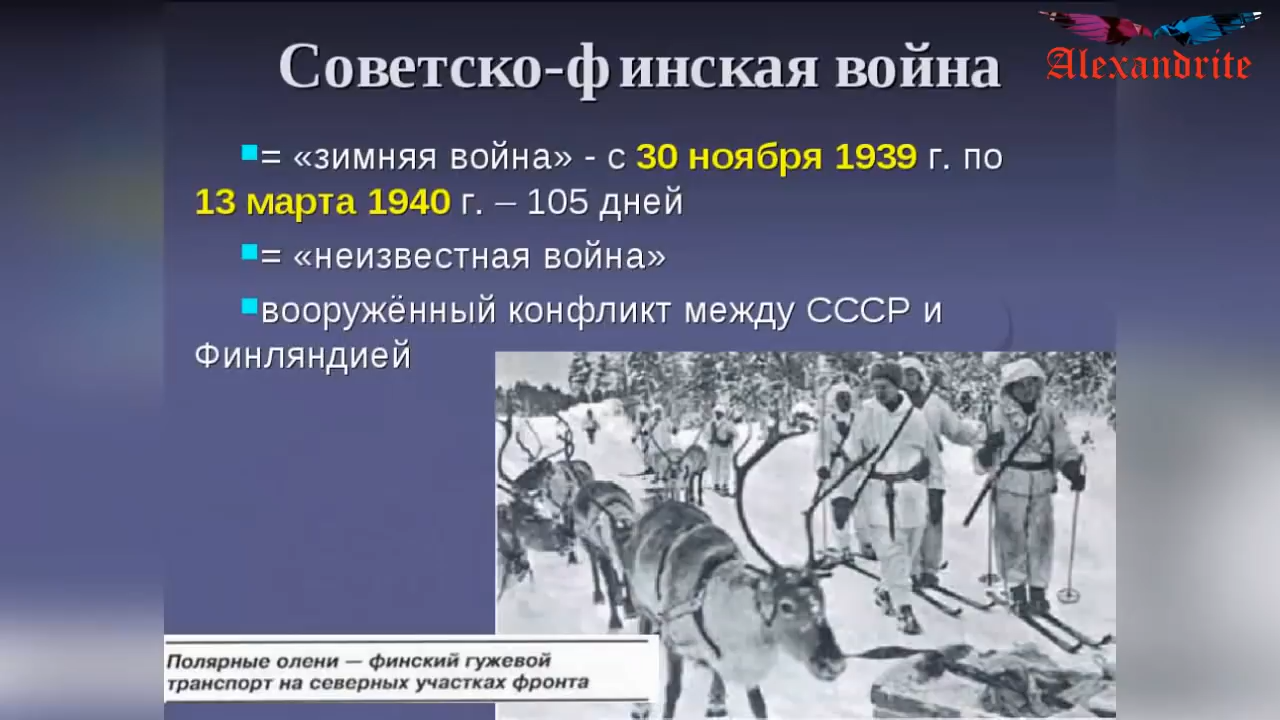 Alexandrite
Советско-финская война
= «зимняя война» - с 30 ноября 1939 г. по
13 марта 1940 г. – 105 дней
= «неизвестная война»
вооружённый конфликт между СССР и
Финляндией
Полярные олени — финский гужевой
транспорт на северных участках фронта